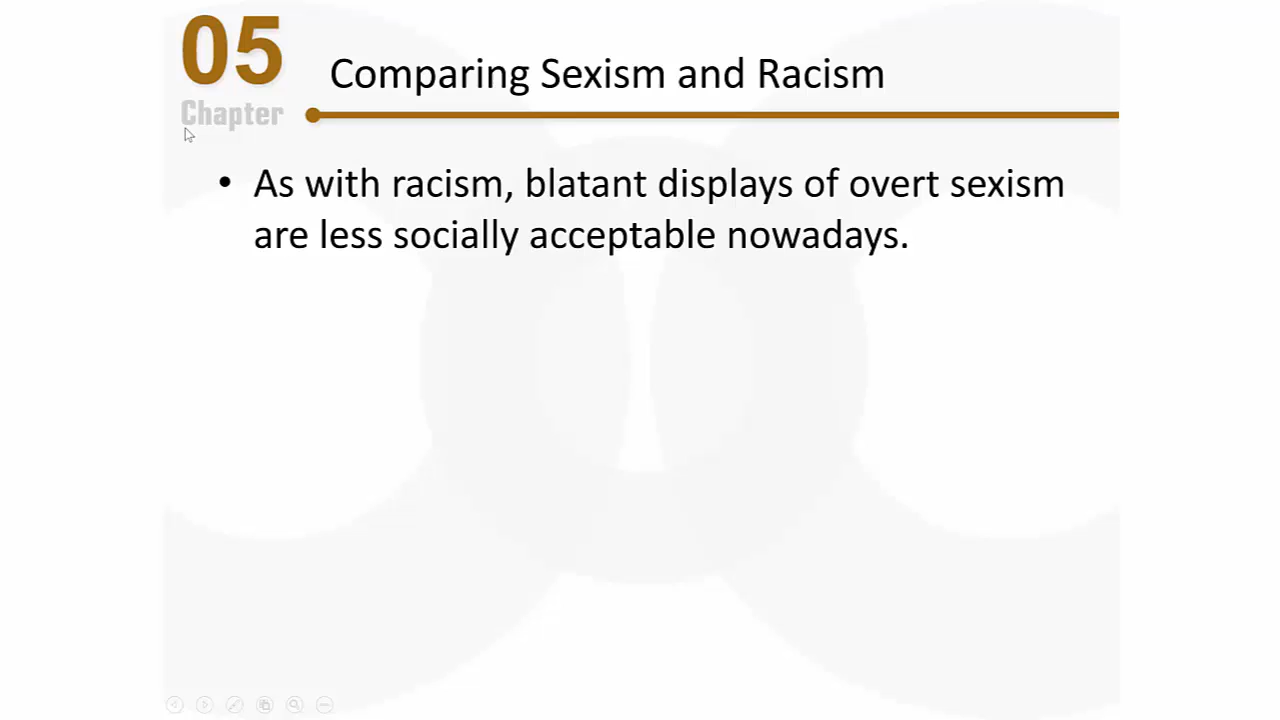 05
Chapter
Comparing Sexism and Racism
• As with racism, blatant displays of overt sexism
are less socially acceptable nowadays.